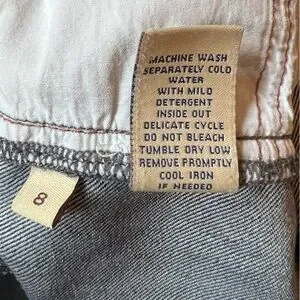 MACHINE WASH
SEPARATELY COLD
WATER
WITH MILD
DETERGENT
INSIDE OUT
DELICATE CYCLE
DO NOT BLEACH
TUMBLE DRY LOW
REMOVE PROMPTLY
COOL IRON
IF NEEDED
8